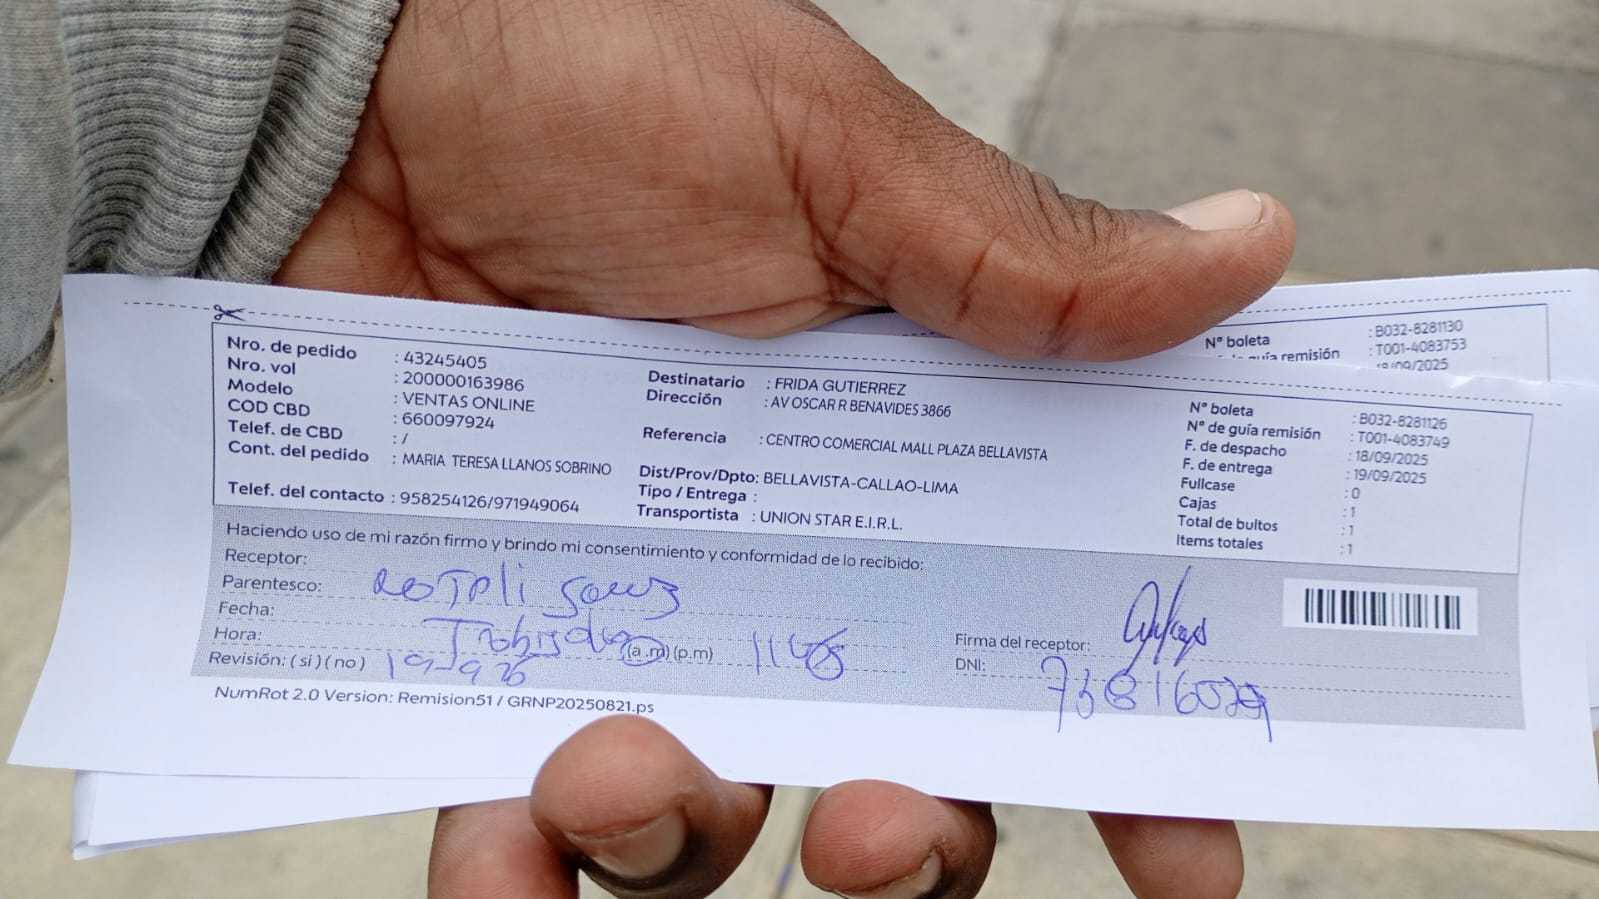 Nº boleta : B032-8281130
guía remisión : T001-4083753
18/09/2025
Nro. de pedido : 43245405
Nro. vol : 200000163986
Modelo : VENTAS ONLINE
COD CBD : 660097924
Telef. de CBD : /
Cont. del pedido : MARIA TERESA LLANOS SOBRINO
Telef. del contacto : 958254126/971949064
Destinatario : FRIDA GUTIERREZ
Dirección : AV OSCAR R BENAVIDES 3866
Referencia : CENTRO COMERCIAL MALL PLAZA BELLAVISTA
Dist/Prov/Dpto: BELLAVISTA-CALLAO-LIMA
Tipo / Entrega :
Transportista : UNION STAR E.I.R.L.
Nº boleta : B032-8281126
Nº de guía remisión : T001-4083749
F. de despacho : 18/09/2025
F. de entrega : 19/09/2025
Fullcase : 0
Cajas : 1
Total de bultos : 1
Items totales : 1
Haciendo uso de mi razón firmo y brindo mi consentimiento y conformidad de lo recibido:
Receptor:
Parentesco:
Fecha:
Hora: (a .m) (p.m)
Revisión: ( si ) ( no )
Firma del receptor:
DNI:
NumRot 2.0 Version: Remision51 / GRNP20250821.ps